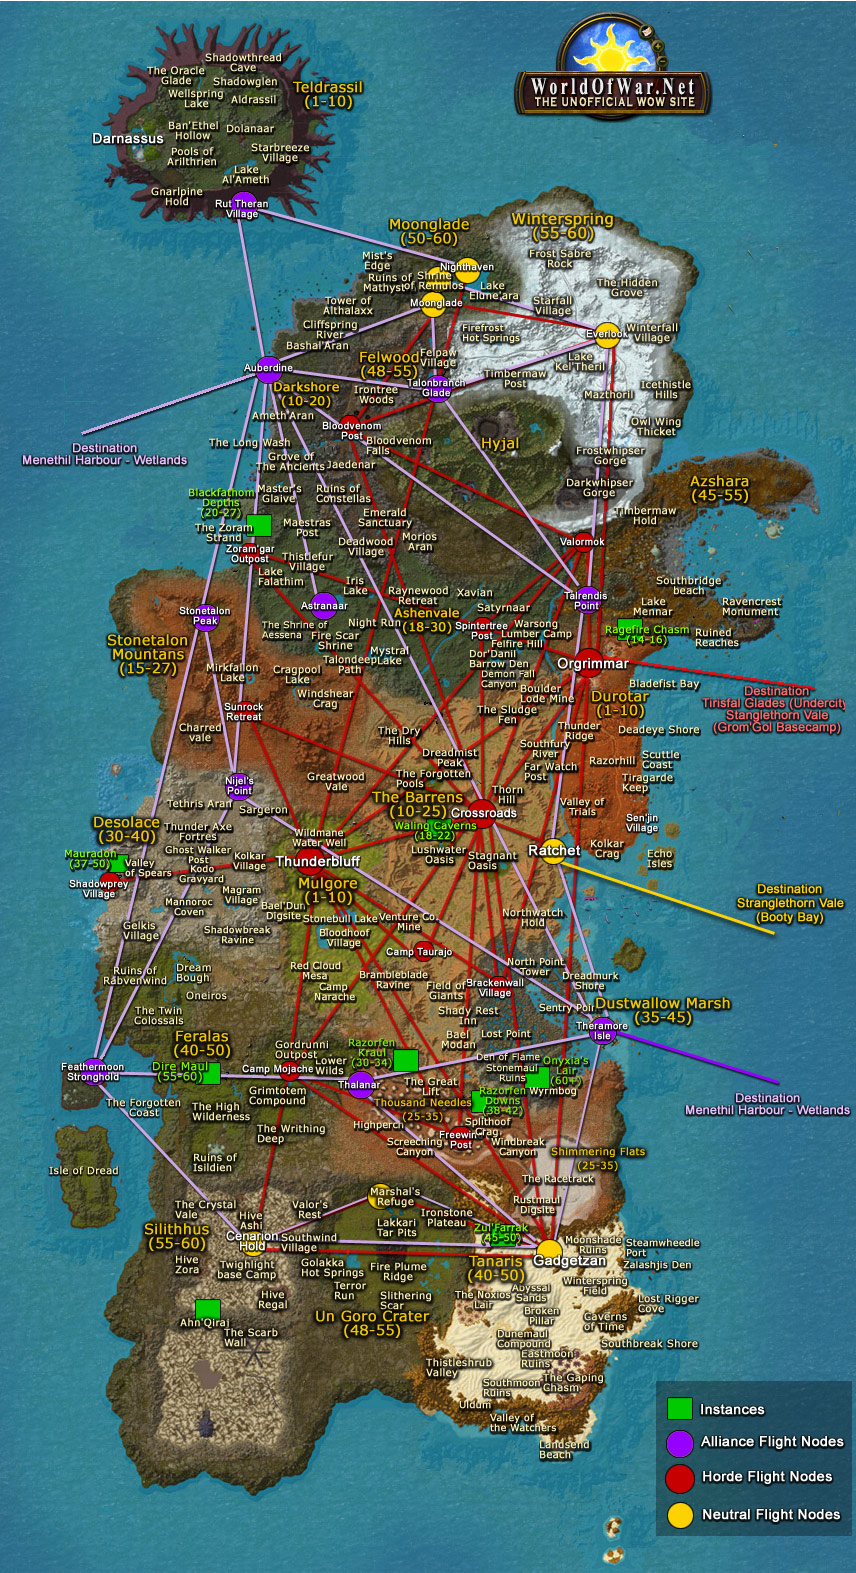 WorldOfWar.Net
THE UNOFFICIAL WOW SITE
Shadowthread
Cave
The Oracle
Glade
Shadowglen
Wellspring
Lake
Aldrassil
Teldrassil
(1-10)
Darnassus
Ban'Ethel
Hollow
Dolanaar
Pools of
Arilthrien
Starbreeze
Village
Lake
Al'Ameth
Gnarlpine
Hold
Rut Theran
Village
Moonglade
(50-60)
Winterspring
(55-60)
Mist's
Edge
Nighthaven
Frost Sabre
Rock
Ruins of
Mathyst
Shrine
of Remulos
Lake
Elune'ara
The Hidden
Grove
Tower of
Althalaxx
Moonglade
Starfall
Village
Cliffspring
River
Bashal'Aran
Firefrost
Hot Springs
Everlook
Winterfall
Village
Auberdine
Felwood
(48-55)
Felpaw
Village
Lake
Kel'Theril
Timbermaw
Post
Darkshore
(10-20)
Irontree
Woods
Talonbranch
Glade
Mazthoril
Icethistle
Hills
Ameth'Aran
Bloodvenom
Post
Owl Wing
Thicket
Destination
Menethil Harbour - Wetlands
The Long Wash
Bloodvenom
Falls
Hyjal
Grove of
The Ancients
Jaedenar
Frostwhipser
Gorge
Azshara
(45-55)
Blackfathom
Depths
(20-27)
Master's
Glaive
Ruins of
Constellas
Darkwhipser
Gorge
The Zoram
Strand
Maestras
Post
Emerald
Sanctuary
Timbermaw
Hold
Zoram'gar
Outpost
Deadwood
Village
Morios
Aran
Valormok
Thistlefur
Village
Lake
Falathim
Iris
Lake
Raynewood
Retreat
Xavian
Talrendis
Point
Southbridge
beach
Stonetalon
Peak
Astranaar
Ashenvale
(18-30)
Satyrnaar
Lake
Mennar
Ravencrest
Monument
The Shrine of
Aessena
Night Run
Fire Scar
Shrine
Spintertree
Post
Warsong
Lumber Camp
Felfire Hill
Ragefire Chasm
(14-16)
Ruined
Reaches
Stonetalon
Mountans
(15-27)
Mystral
Lake
Talondeep
Path
Dor'Danil
Barrow Den
Orgrimmar
Mirkfallon
Lake
Cragpool
Lake
Demon Fall
Canyon
Bladefist Bay
Windshear
Crag
Boulder
Lode Mine
Durotar
(1-10)
Destination
Tirisfal Glades (Undercity
Stanglethorn Vale
(Grom'Gol Basecamp)
Sunrock
Retreat
The Sludge
Fen
Charred
vale
The Dry
Hills
Thunder
Ridge
Deadeye Shore
Dreadmist
Peak
Southfury
River
Nijel's
Point
Greatwood
Vale
The Forgotten
Pools
Far Watch
Post
Razorhill
Scuttle
Coast
Tiragarde
Keep
Tethris Aran
Sargeron
The Barrens
(10-25)
Thorn
Hill
Crossroads
Valley of
Trials
Desolace
(30-40)
Thunder Axe
Fortres
Wildmane
Water Well
Waling Caverns
(18-22)
Sen'jin
Village
Mauradon
(37-50)
Valley
of Spears
Ghost Walker
Post
Kodo
Graveyard
Kolkar
Village
Thunderbluff
Lushwater
Oasis
Stagnant
Oasis
Ratchet
Kolkar
Crag
Echo
Isles
Shadowprey
Village
Magram
Village
Mulgore
(1-10)
Destination
Stranglethorn Vale
(Booty Bay)
Mannoroc
Coven
Bael'Dun
Digsite
Stonebull Lake
Venture Co.
Mine
Northwatch
Hold
Gelkis
Village
Shadowbreak
Ravine
Bloodhoof
Village
Camp Taurajo
Ruins of
Rabvenwind
Dream
Bough
Red Cloud
Mesa
Brambleblade
Ravine
North Point
Tower
Dreadmurk
Shore
Oneiros
Camp
Narache
Field of
Giants
Brackenwall
Village
The Twin
Colossals
Shady Rest
Inn
Sentry Poin
Dustwallow Marsh
(35-45)
Feralas
(40-50)
Gordrunni
Outpost
Razorfen
Kraul
(30-34)
Bael
Modan
Lost Point
Theramore
Isle
Feathermoon
Stronghold
Dire Maul
(55-60)
Camp Mojache
Lower
Wilds
Thalanar
Den of Flame
Stonemaul
Ruins
Onyxia's
Lair
(60+)
Grimtotem
Compound
The Great
Lift
Razorfen
Downs
(38-42)
Wyrmbog
Destination
Menethil Harbour - Wetlands
The Forgotten
Coast
The High
Wilderness
Thousand Needles
(25-35)
The Writhing
Deep
Highperch
Splithoof
Crag
Freewin
Post
Screeching
Canyon
Windbreak
Canyon
Shimmering Flats
(25-35)
Isle of Dread
Ruins of
Isildien
The Racetrack
The Crystal
Vale
Valor's
Rest
Marshal's
Refuge
Rustmaul
Digsite
Silithhus
(55-60)
Hive
Ashi
Lakkari
Tar Pits
Ironstone
Plateau
Zul'Farrak
(45-50)
Cenarion
Hold
Southwind
Village
Moonshade
Ruins
Steamwheedle
Port
Gadgetzan
Hive
Zora
Twighlight
base Camp
Golakka
Hot Springs
Fire Plume
Ridge
Tanaris
(40-50)
Zalashjis Den
Terror
Run
Slithering
Scar
The Noxios
Lair
Abyssal
Sands
Winterspring
Field
Hive
Regal
Un Goro Crater
(48-55)
Broken
Pillar
Lost Rigger
Cove
Ahn'Qiraj
The Scarb
Wall
Caverns
of Time
Dunemaul
Compound
Southbreak Shore
Eastmoon
Ruins
Thistleshrub
Valley
Southmoon
Ruins
The Gaping
Chasm
Uldum
Valley of
the Watchers
Landsend
Beach
Instances
Alliance Flight Nodes
Horde Flight Nodes
Neutral Flight Nodes